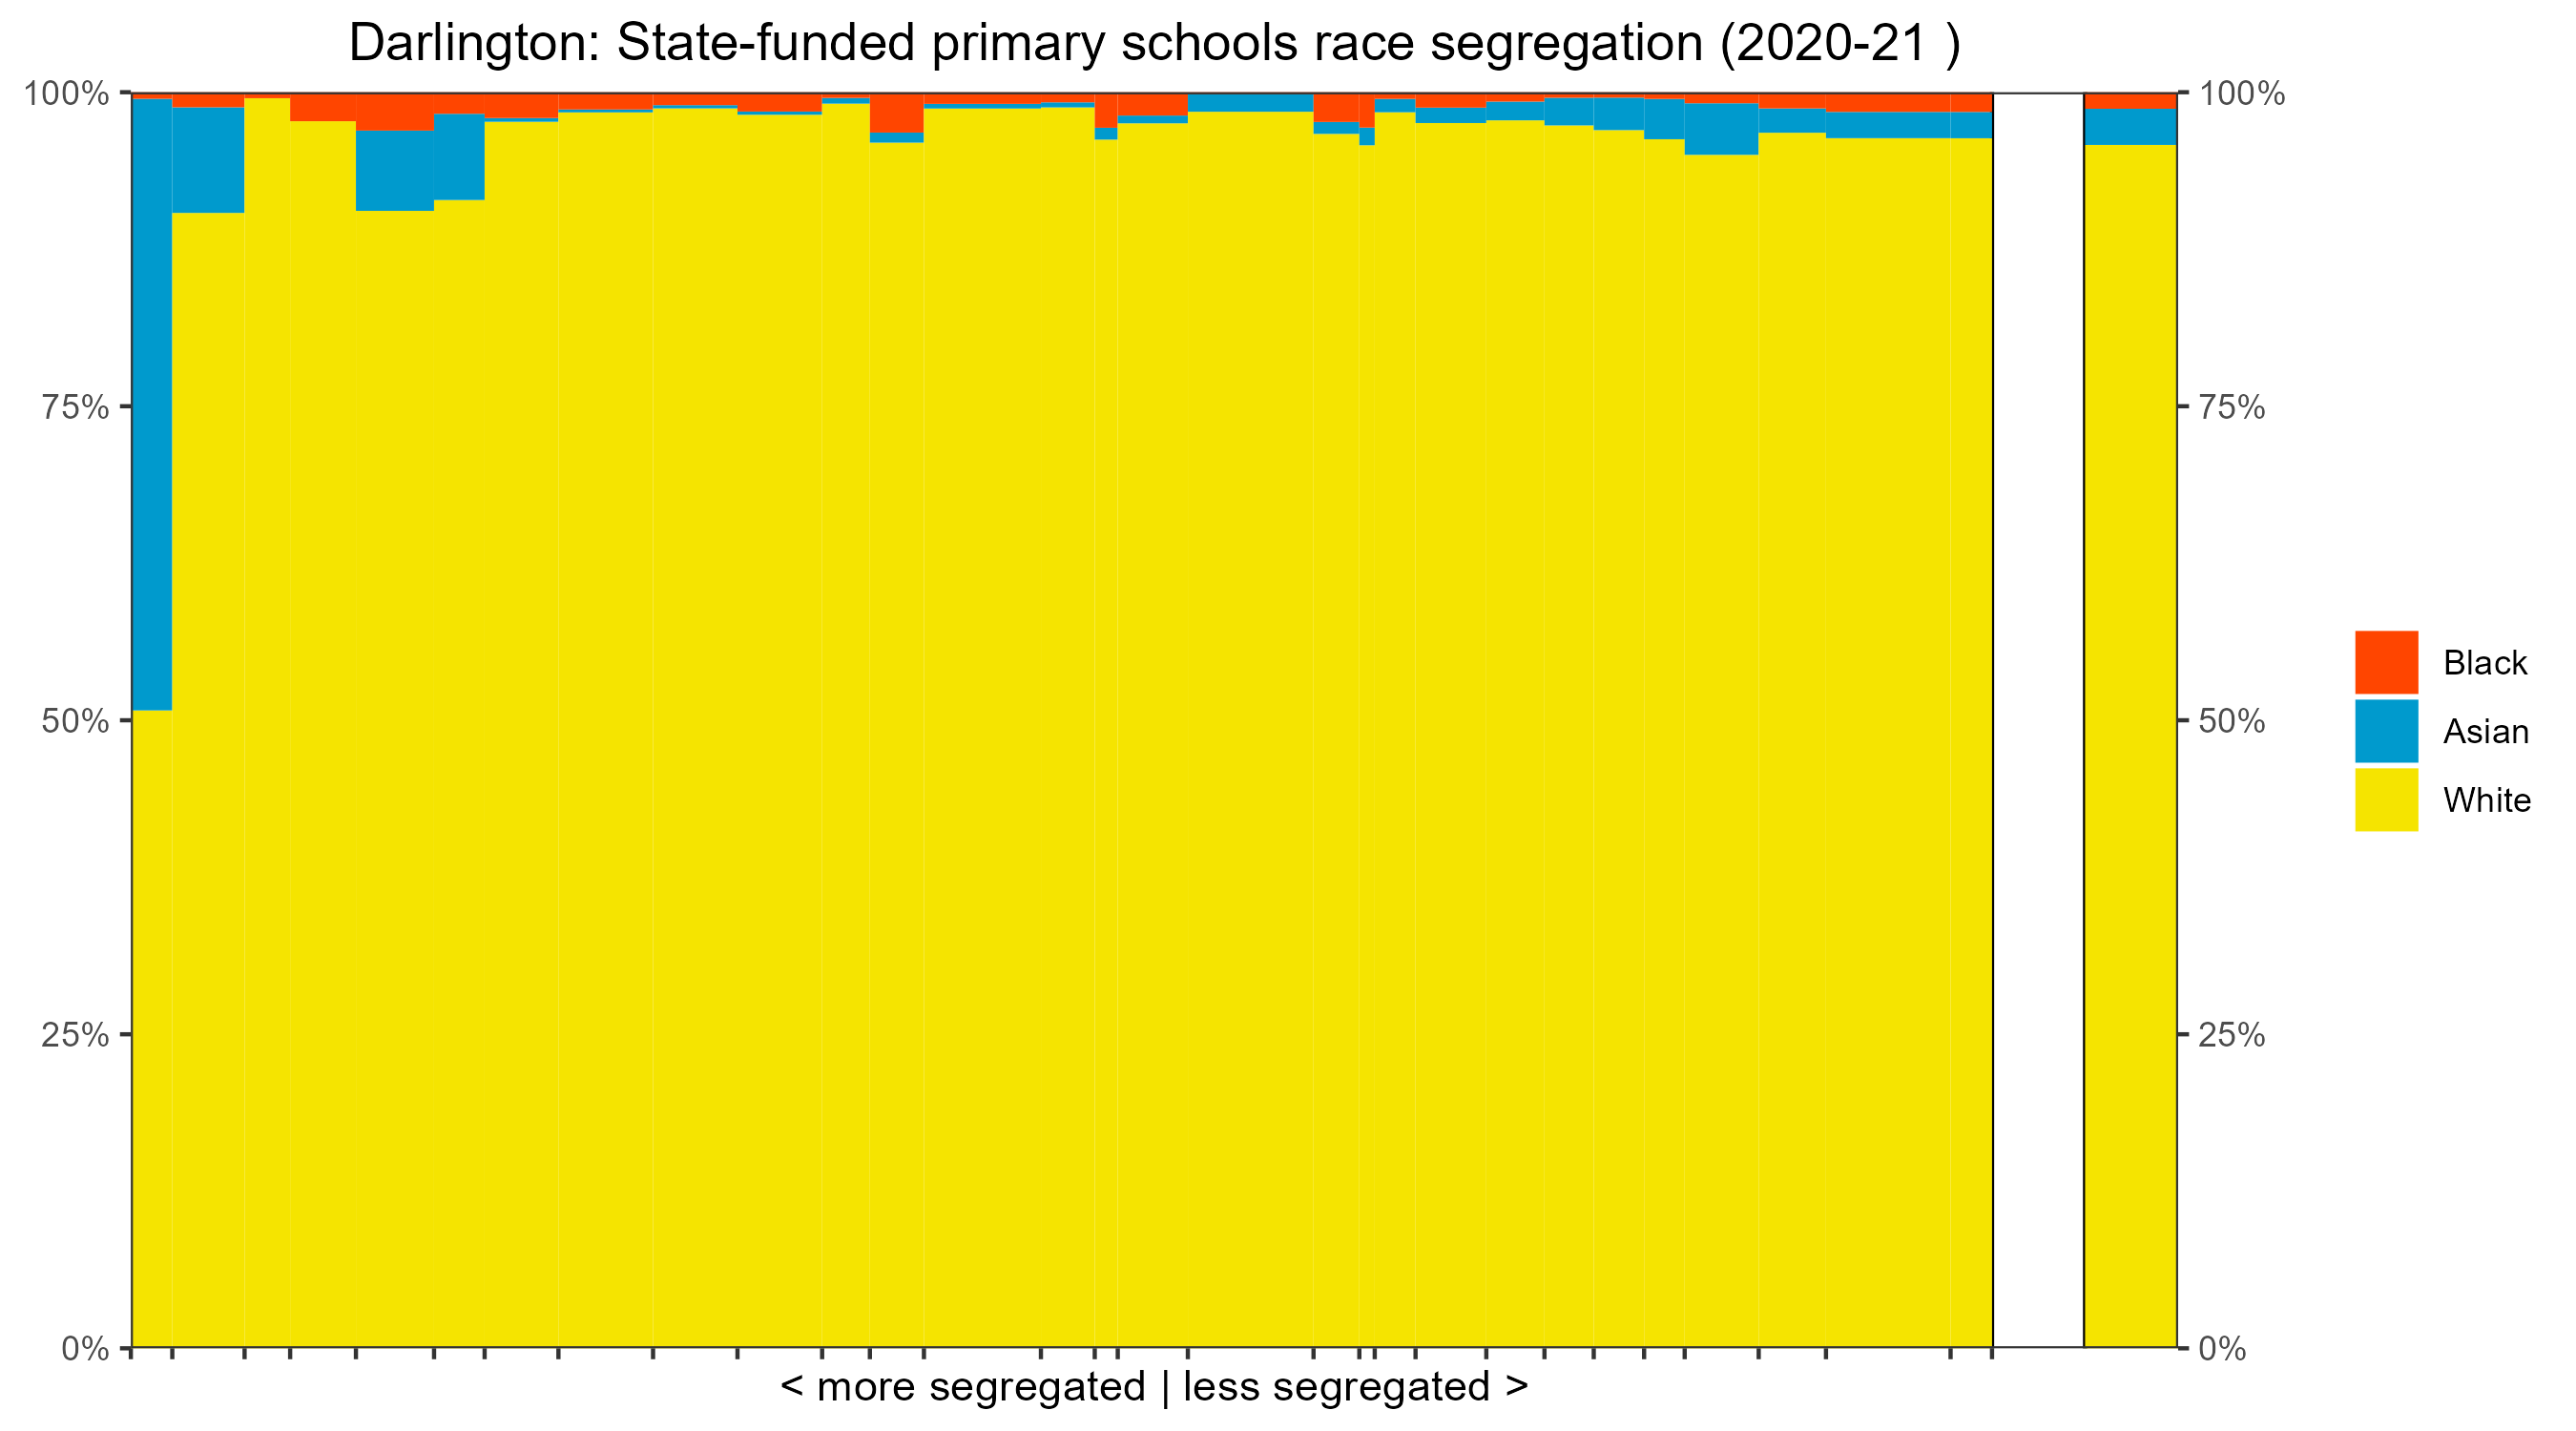 Darlington: State-funded primary schools race segregation (2020-21 )
100%
75%
50%
25%
0%
100%
75%
50%
25%
0%
Black
Asian
White
< more segregated | less segregated >